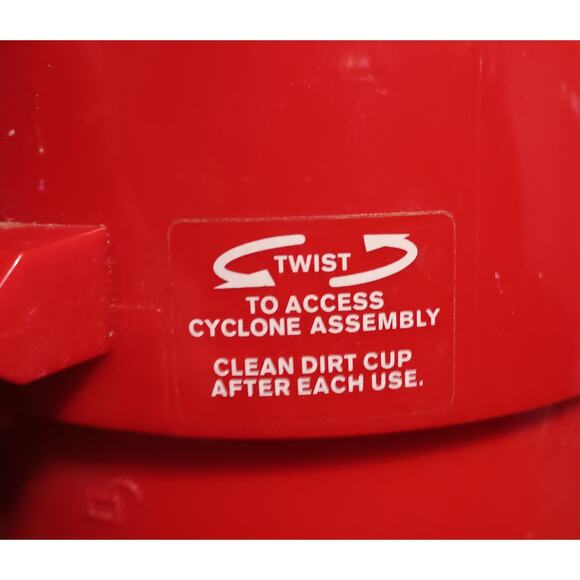 TWIST
TO ACCESS
CYCLONE ASSEMBLY
CLEAN DIRT CUP
AFTER EACH USE.